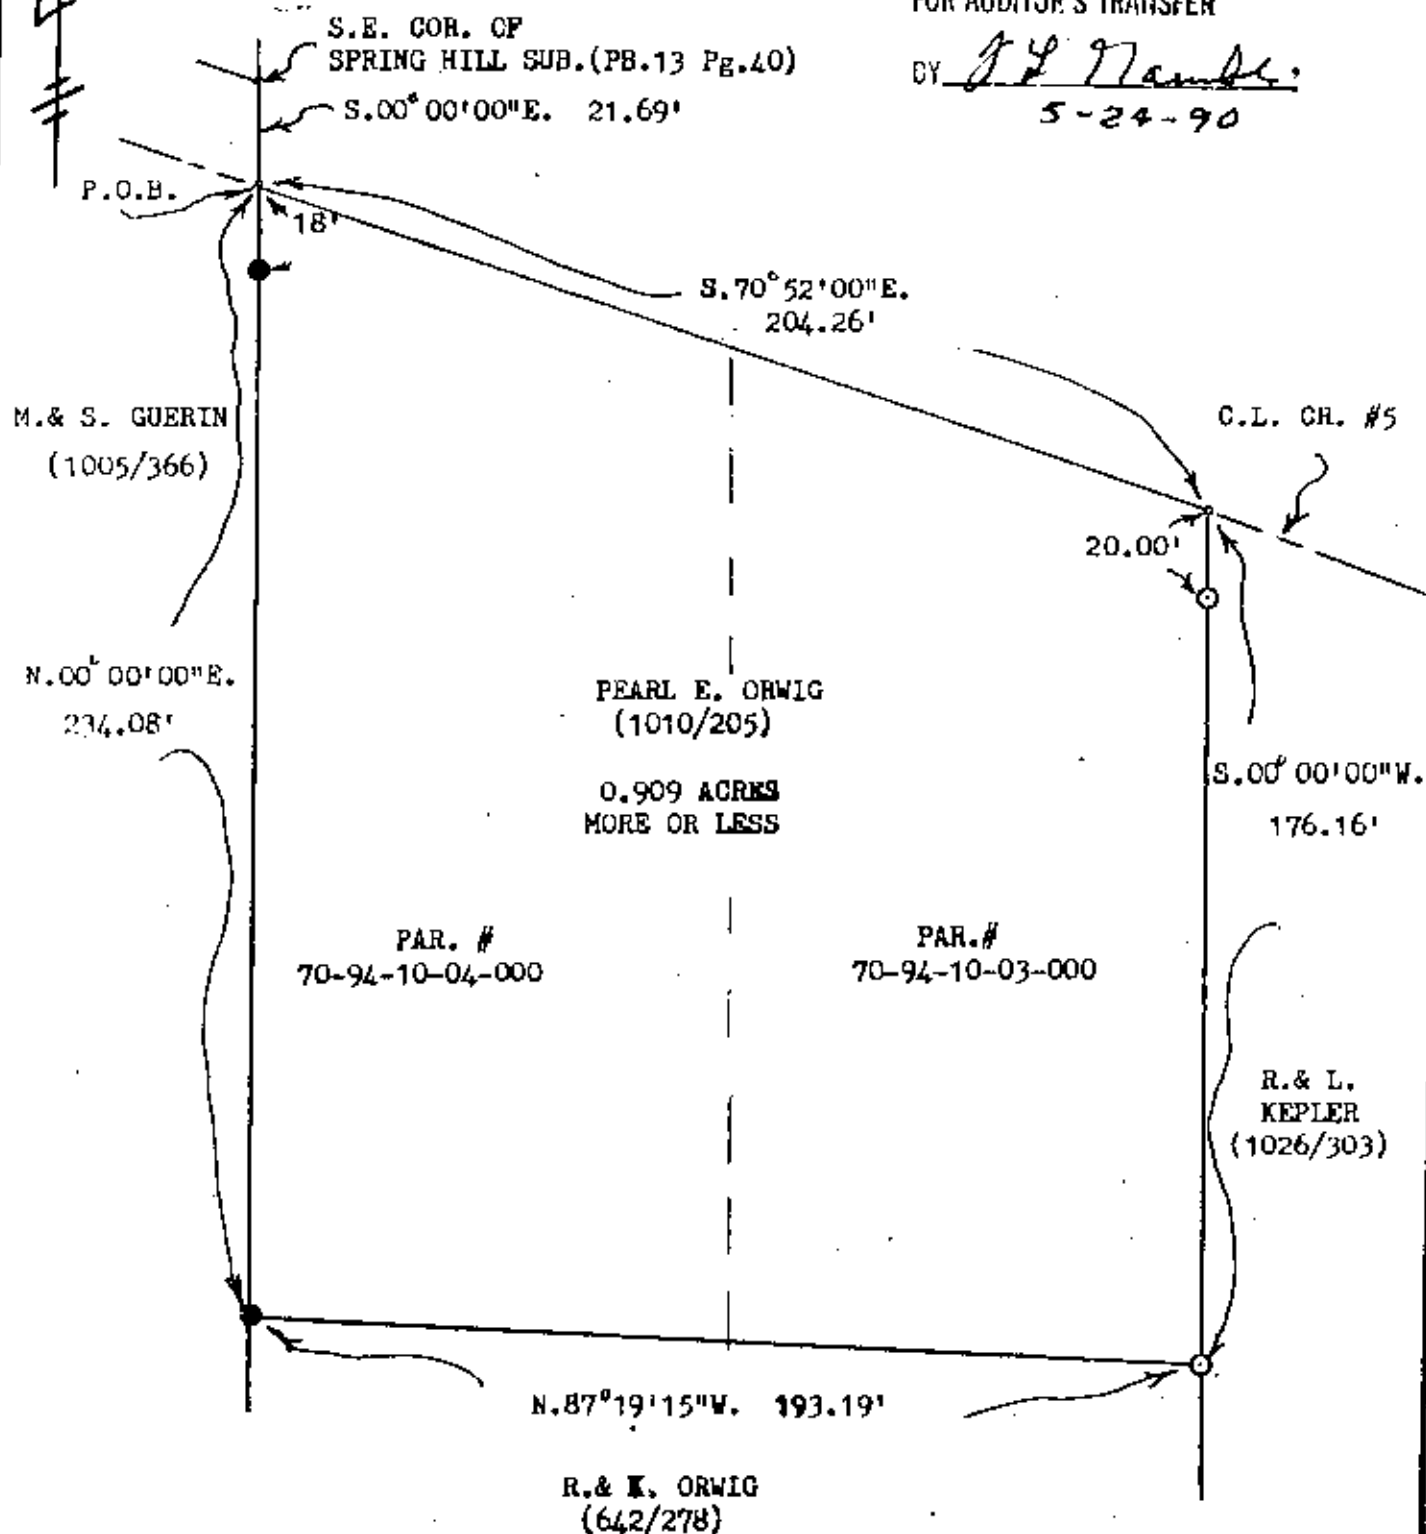 FOR AUDITOR'S TRANSFER
BY
5-24-90
S.E. COR. OF
SPRING HILL SUB.(PB.13 Pg.40)
S.00°00'00"E. 21.69'
P.O.B.
18'
S.70°52'00"E.
204.26'
M.& S. GUERIN
(1005/366)
C.L. CH. #5
20.00'
N.00°00'00"E.
234.08'
PEARL E. ORWIG
(1010/205)
S.00°00'00"W.
176.16'
0.909 ACRES
MORE OR LESS
PAR. #
70-94-10-04-000
PAR.#
70-94-10-03-000
R.& L.
KEPLER
(1026/303)
N.87°19'15"W. 193.19'
R.& K. ORWIG
(642/278)